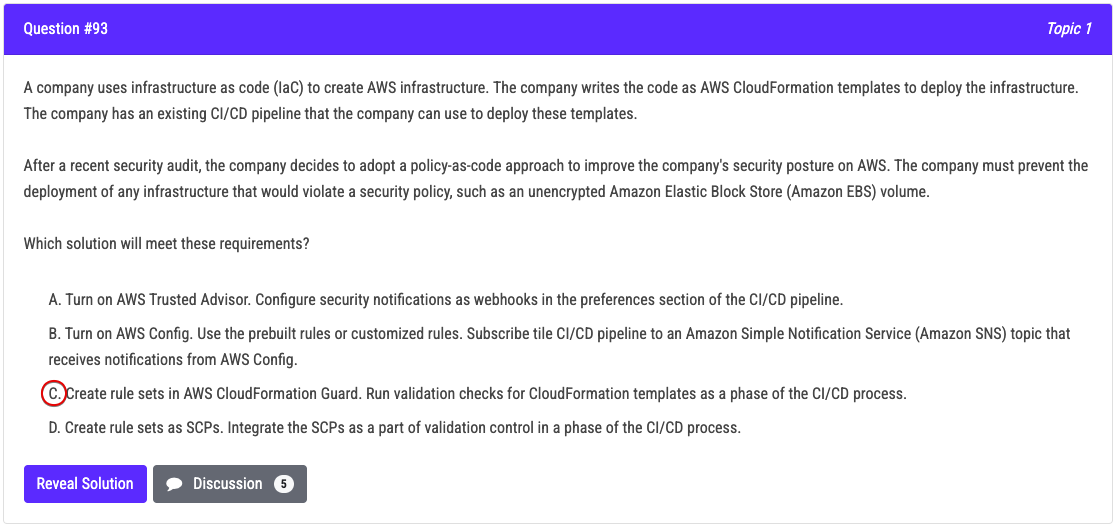 Question #93
Topic 1
A company uses infrastructure as code (IaC) to create AWS infrastructure. The company writes the code as AWS CloudFormation templates to deploy the infrastructure.
The company has an existing CI/CD pipeline that the company can use to deploy these templates.
After a recent security audit, the company decides to adopt a policy-as-code approach to improve the company's security posture on AWS. The company must prevent the
deployment of any infrastructure that would violate a security policy, such as an unencrypted Amazon Elastic Block Store (Amazon EBS) volume.
Which solution will meet these requirements?
A. Turn on AWS Trusted Advisor. Configure security notifications as webhooks in the preferences section of the CI/CD pipeline.
B. Turn on AWS Config. Use the prebuilt rules or customized rules. Subscribe tile CI/CD pipeline to an Amazon Simple Notification Service (Amazon SNS) topic that
receives notifications from AWS Config.
C. Create rule sets in AWS CloudFormation Guard. Run validation checks for CloudFormation templates as a phase of the CI/CD process.
D. Create rule sets as SCPs. Integrate the SCPs as a part of validation control in a phase of the CI/CD process.
Reveal Solution
Discussion 5